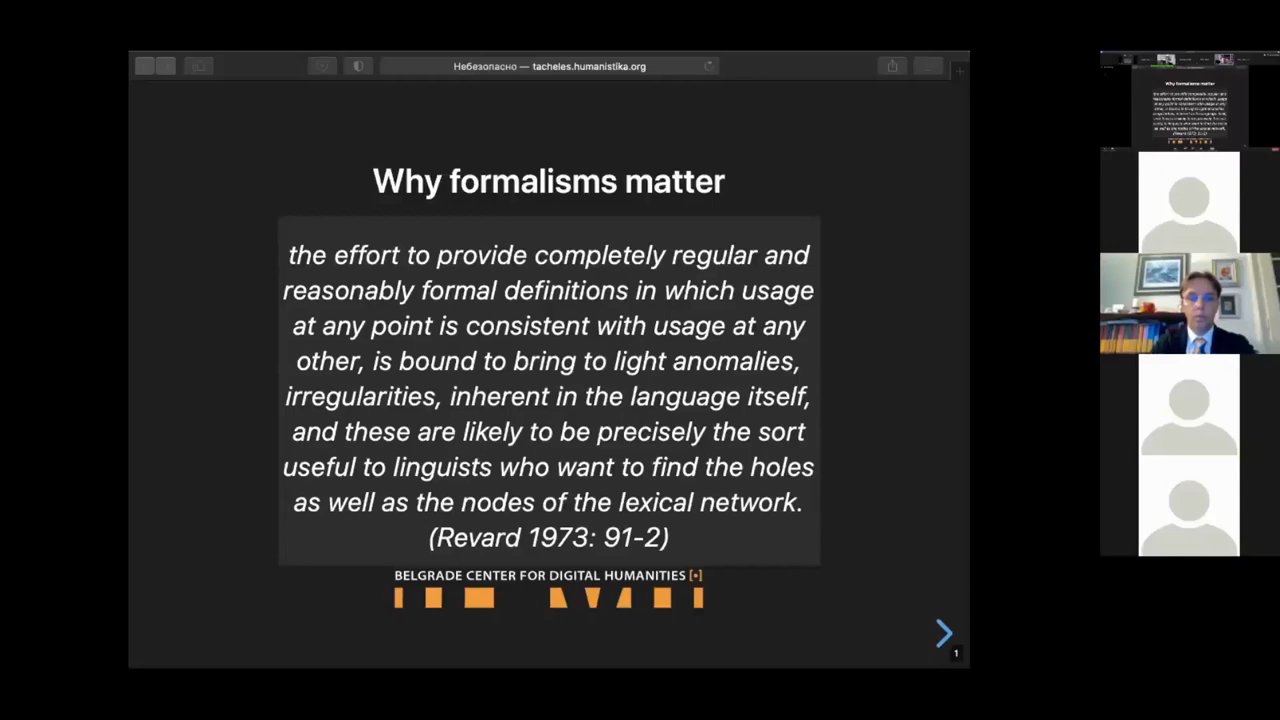 Небезопасно — tacheles.humanistika.org
Why formalisms matter
the effort to provide completely regular and
reasonably formal definitions in which usage
at any point is consistent with usage at any
other, is bound to bring to light anomalies,
irregularities, inherent in the language itself,
and these are likely to be precisely the sort
useful to linguists who want to find the holes
as well as the nodes of the lexical network.
(Revard 1973: 91-2)
BELGRADE CENTER FOR DIGITAL HUMANITIES [•]
1
Why formalisms matter